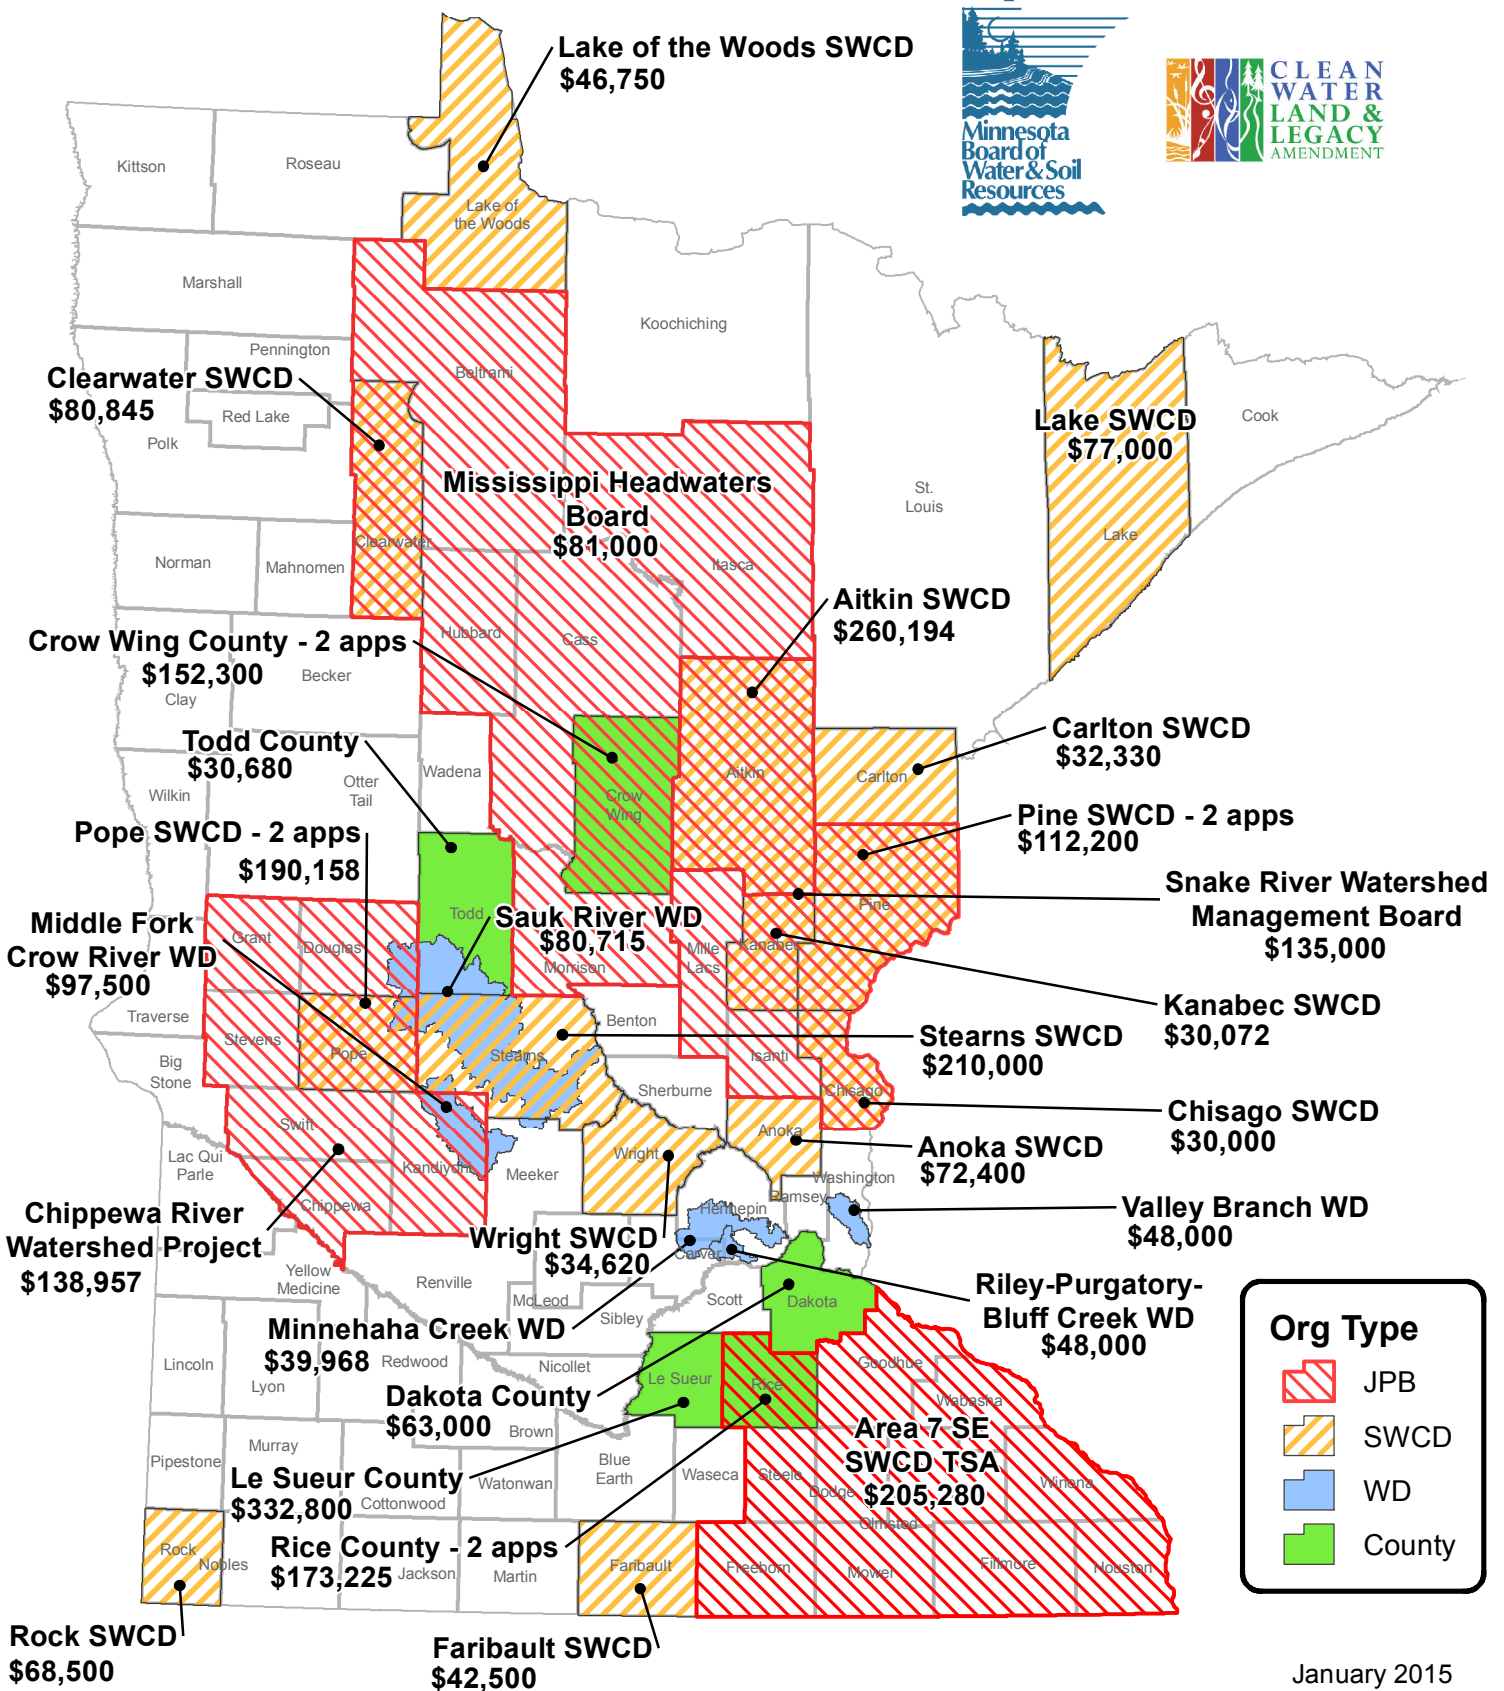 Lake of the Woods SWCD
$46,750
Minnesota
Board of
Water & Soil
Resources
CLEAN
WATER
LAND &
LEGACY
AMENDMENT
Kittson
Roseau
Lake of
the Woods
Marshall
Koochiching
Pennington
Clearwater SWCD
$80,845
Red Lake
Polk
Beltrami
Lake SWCD
$77,000
Cook
Mississippi Headwaters
Board
$81,000
St.
Louis
Lake
Clearwater
Norman
Mahnomen
Itasca
Aitkin SWCD
$260,194
Hubbard
Cass
Crow Wing County - 2 apps
$152,300
Becker
Clay
Todd County
$30,680
Carlton SWCD
$32,330
Wadena
Otter
Tail
Wilkin
Aitkin
Carlton
Crow
Wing
Pope SWCD - 2 apps
$190,158
Pine SWCD - 2 apps
$112,200
Snake River Watershed
Management Board
$135,000
Middle Fork
Crow River WD
$97,500
Grant
Douglas
Todd
Sauk River WD
$80,715
Morrison
Mille
Lacs
Kanabec
Pine
Kanabec SWCD
$30,072
Traverse
Stevens
Pope
Stearns
Benton
Stearns SWCD
$210,000
Isanti
Big
Stone
Sherburne
Chisago
Chisago SWCD
$30,000
Swift
Anoka
Anoka SWCD
$72,400
Lac Qui
Parle
Kandiyohi
Meeker
Wright
Washington
Ramsey
Chippewa
Hennepin
Valley Branch WD
$48,000
Chippewa River
Watershed Project
$138,957
Wright SWCD
$34,620
Carver
Yellow
Medicine
Renville
McLeod
Sibley
Scott
Dakota
Riley-Purgatory-
Bluff Creek WD
$48,000
Minnehaha Creek WD
$39,968
Lincoln
Lyon
Redwood
Nicollet
Le Sueur
Rice
Goodhue
Wabasha
Dakota County
$63,000
Brown
Area 7 SE
SWCD TSA
$205,280
Pipestone
Murray
Cottonwood
Watonwan
Blue
Earth
Waseca
Steele
Dodge
Olmsted
Winona
Le Sueur County
$332,800
Rock
Nobles
Rice County - 2 apps
$173,225
Jackson
Martin
Faribault
Freeborn
Mower
Fillmore
Houston
Rock SWCD
$68,500
Faribault SWCD
$42,500
Org Type
JPB
SWCD
WD
County
January 2015